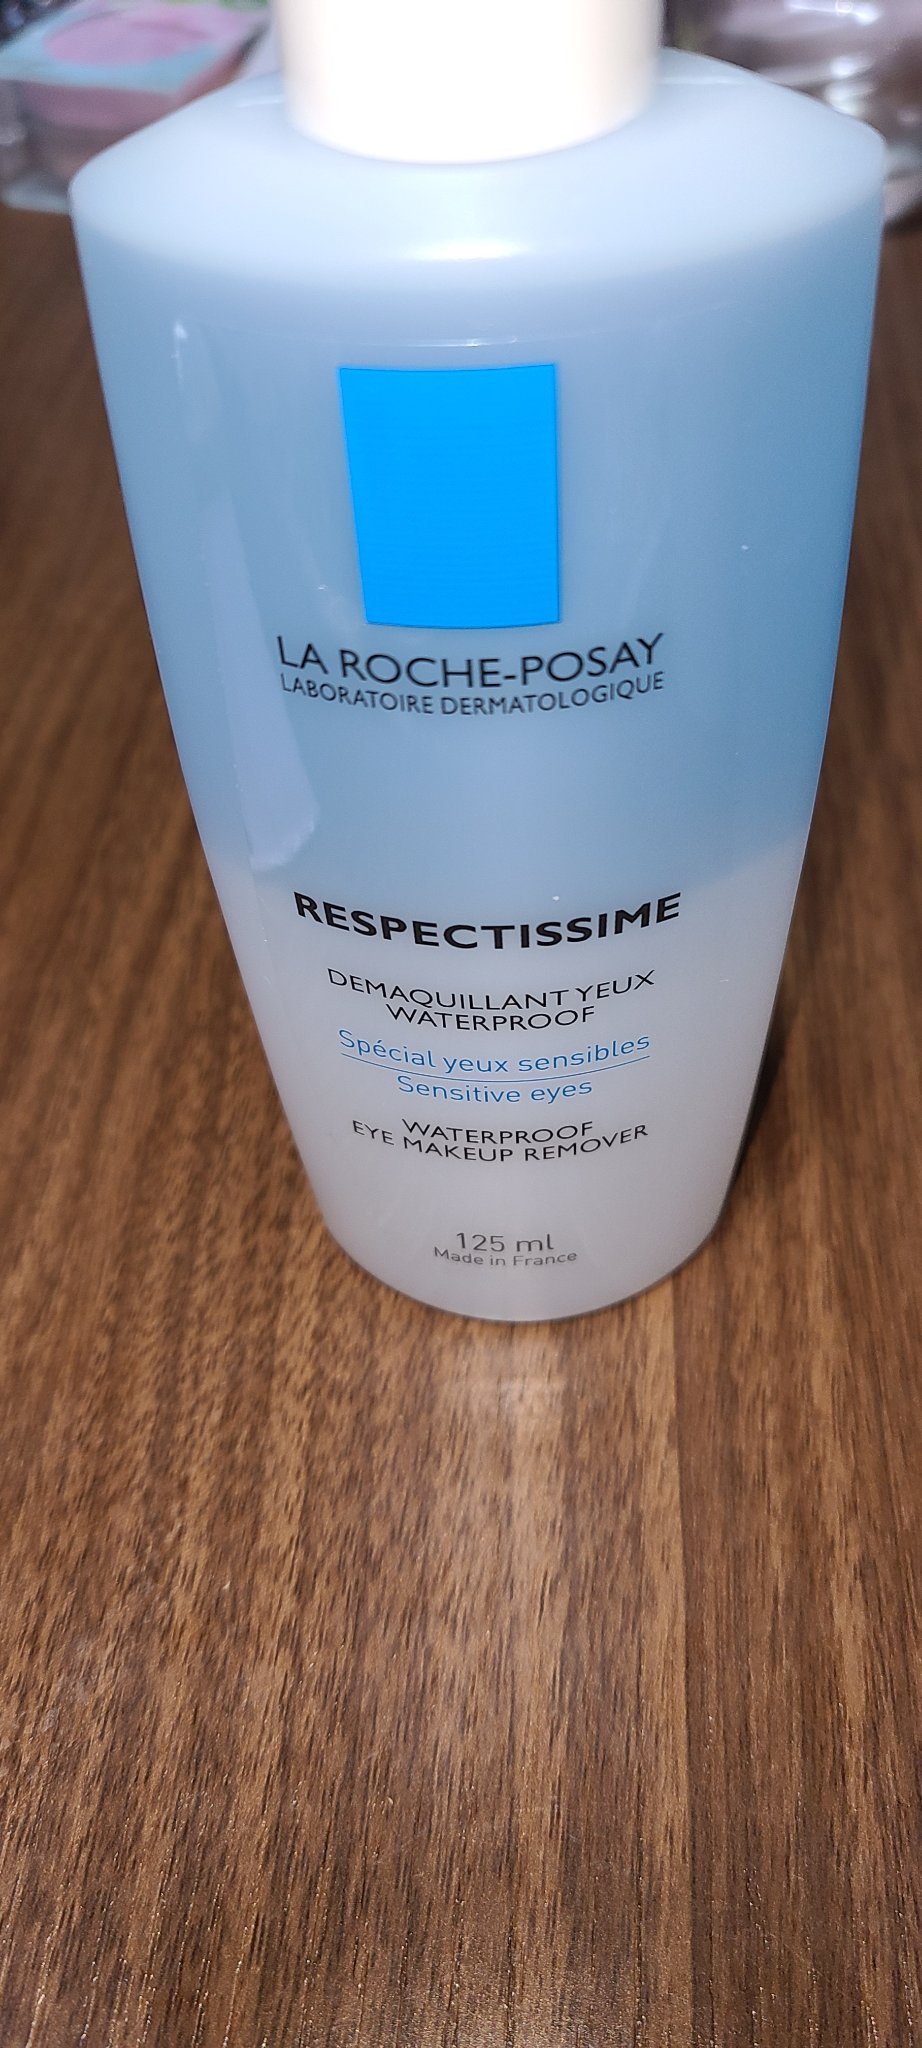 LA ROCHE-POSAY
LABORATOIRE DERMATOLOGIQUE
RESPECTISSIME
DEMAQUILLANT YEUX
WATERPROOF
Spécial yeux sensibles
Sensitive eyes
WATERPROOF
EYE MAKEUP REMOVER
125 ml
Made in France